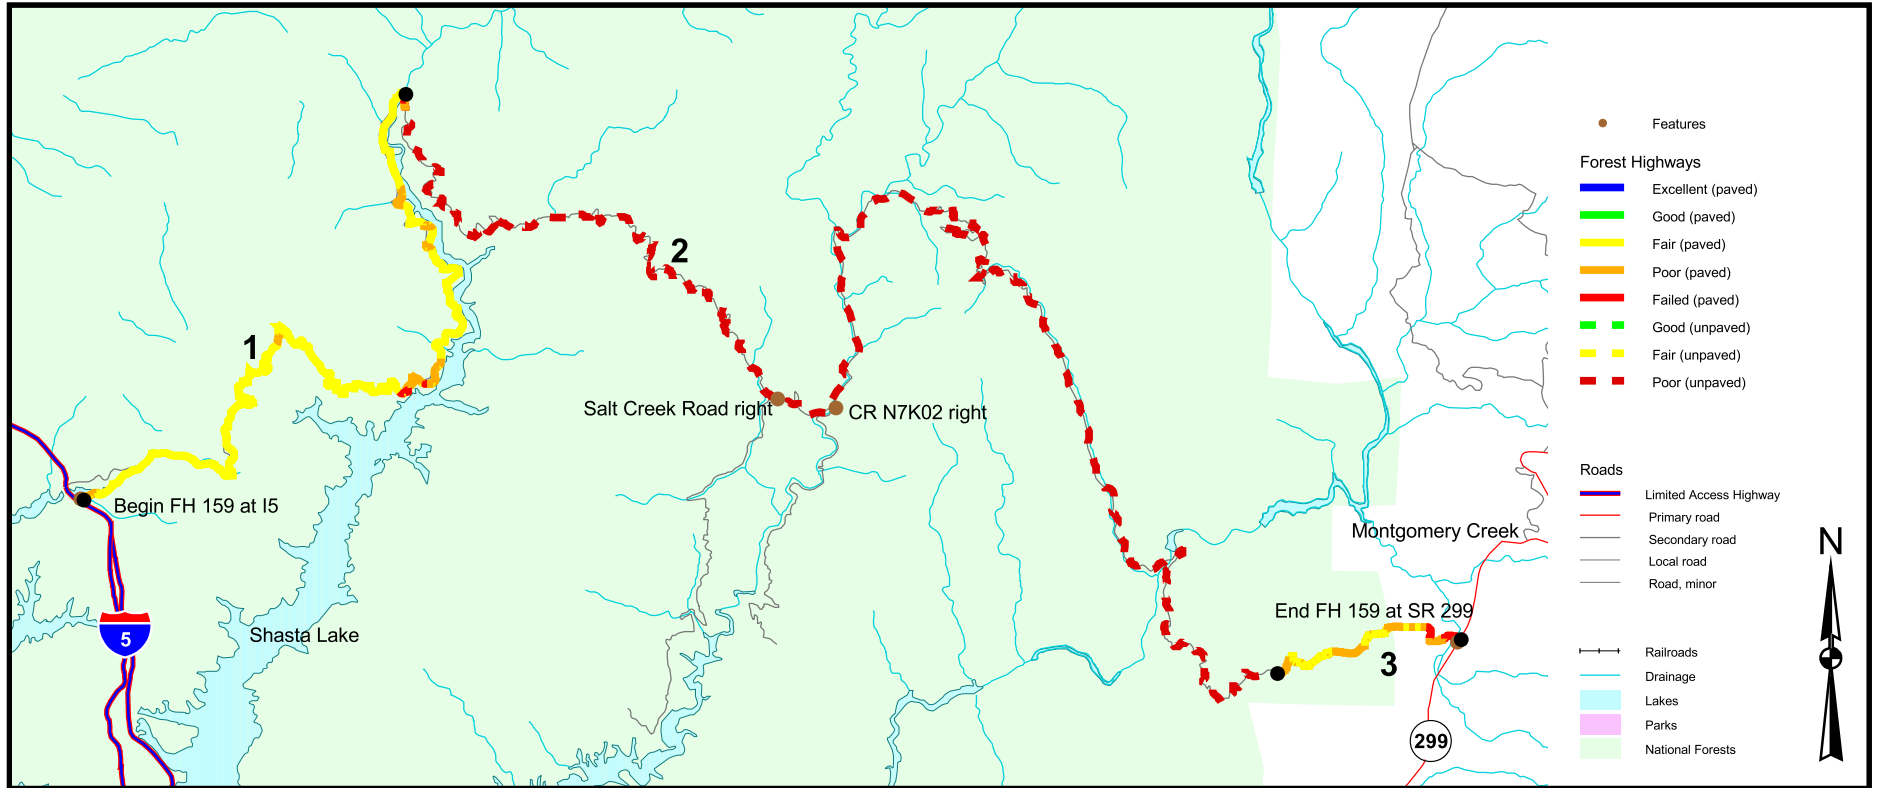 1
2
Salt Creek Road right
CR N7K02 right
Begin FH 159 at I5
Montgomery Creek
End FH 159 at SR 299
3
5
Shasta Lake
299
Features
Forest Highways
Excellent (paved)
Good (paved)
Fair (paved)
Poor (paved)
Failed (paved)
Good (unpaved)
Fair (unpaved)
Poor (unpaved)
Roads
Limited Access Highway
Primary road
Secondary road
Local road
Road, minor
Railroads
Drainage
Lakes
Parks
National Forests
N